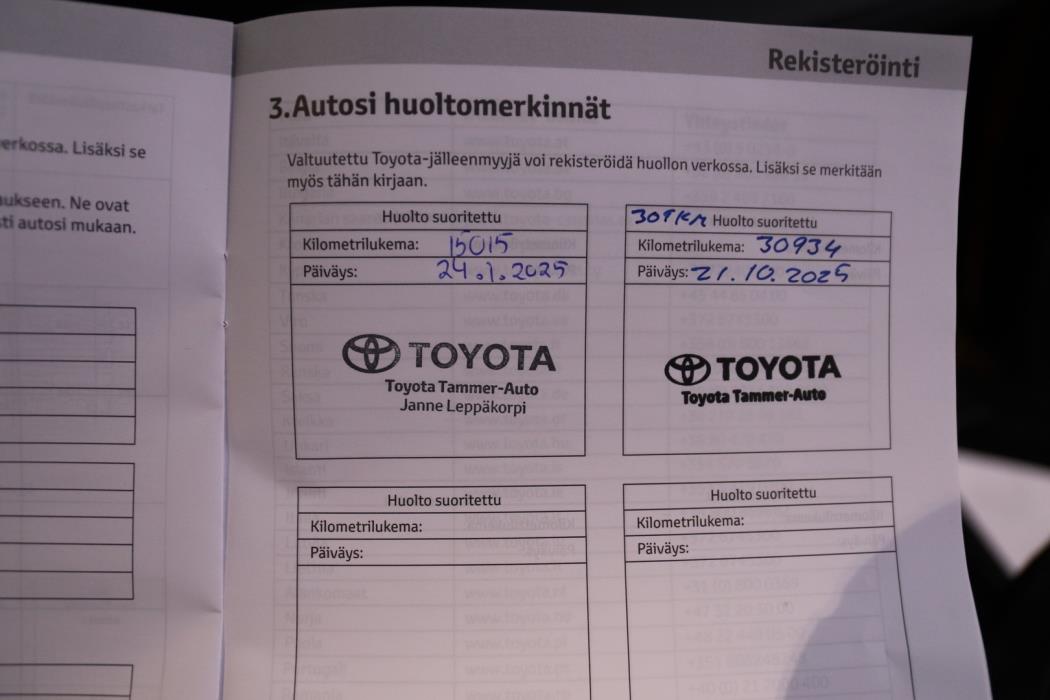 Rekisteröinti
3.Autosi huoltomerkinnät
erkossa. Lisäksi se
Valtuutettu Toyota-jälleenmyyjä voi rekisteröidä huollon verkossa. Lisäksi se merkitään
myös tähän kirjaan.
ukseen. Ne ovat
sti autosi mukaan.
Huolto suoritettu
Kilometrilukema: 15015
Päiväys: 24.1.2025
TOYOTA
Toyota Tammer-Auto
Janne Leppäkorpi
30TKM Huolto suoritettu
Kilometrilukema: 30934
Päiväys: 21.10.2025
TOYOTA
Toyota Tammer-Auto
Huolto suoritettu
Kilometrilukema:
Päiväys:
Huolto suoritettu
Kilometrilukema:
Päiväys: